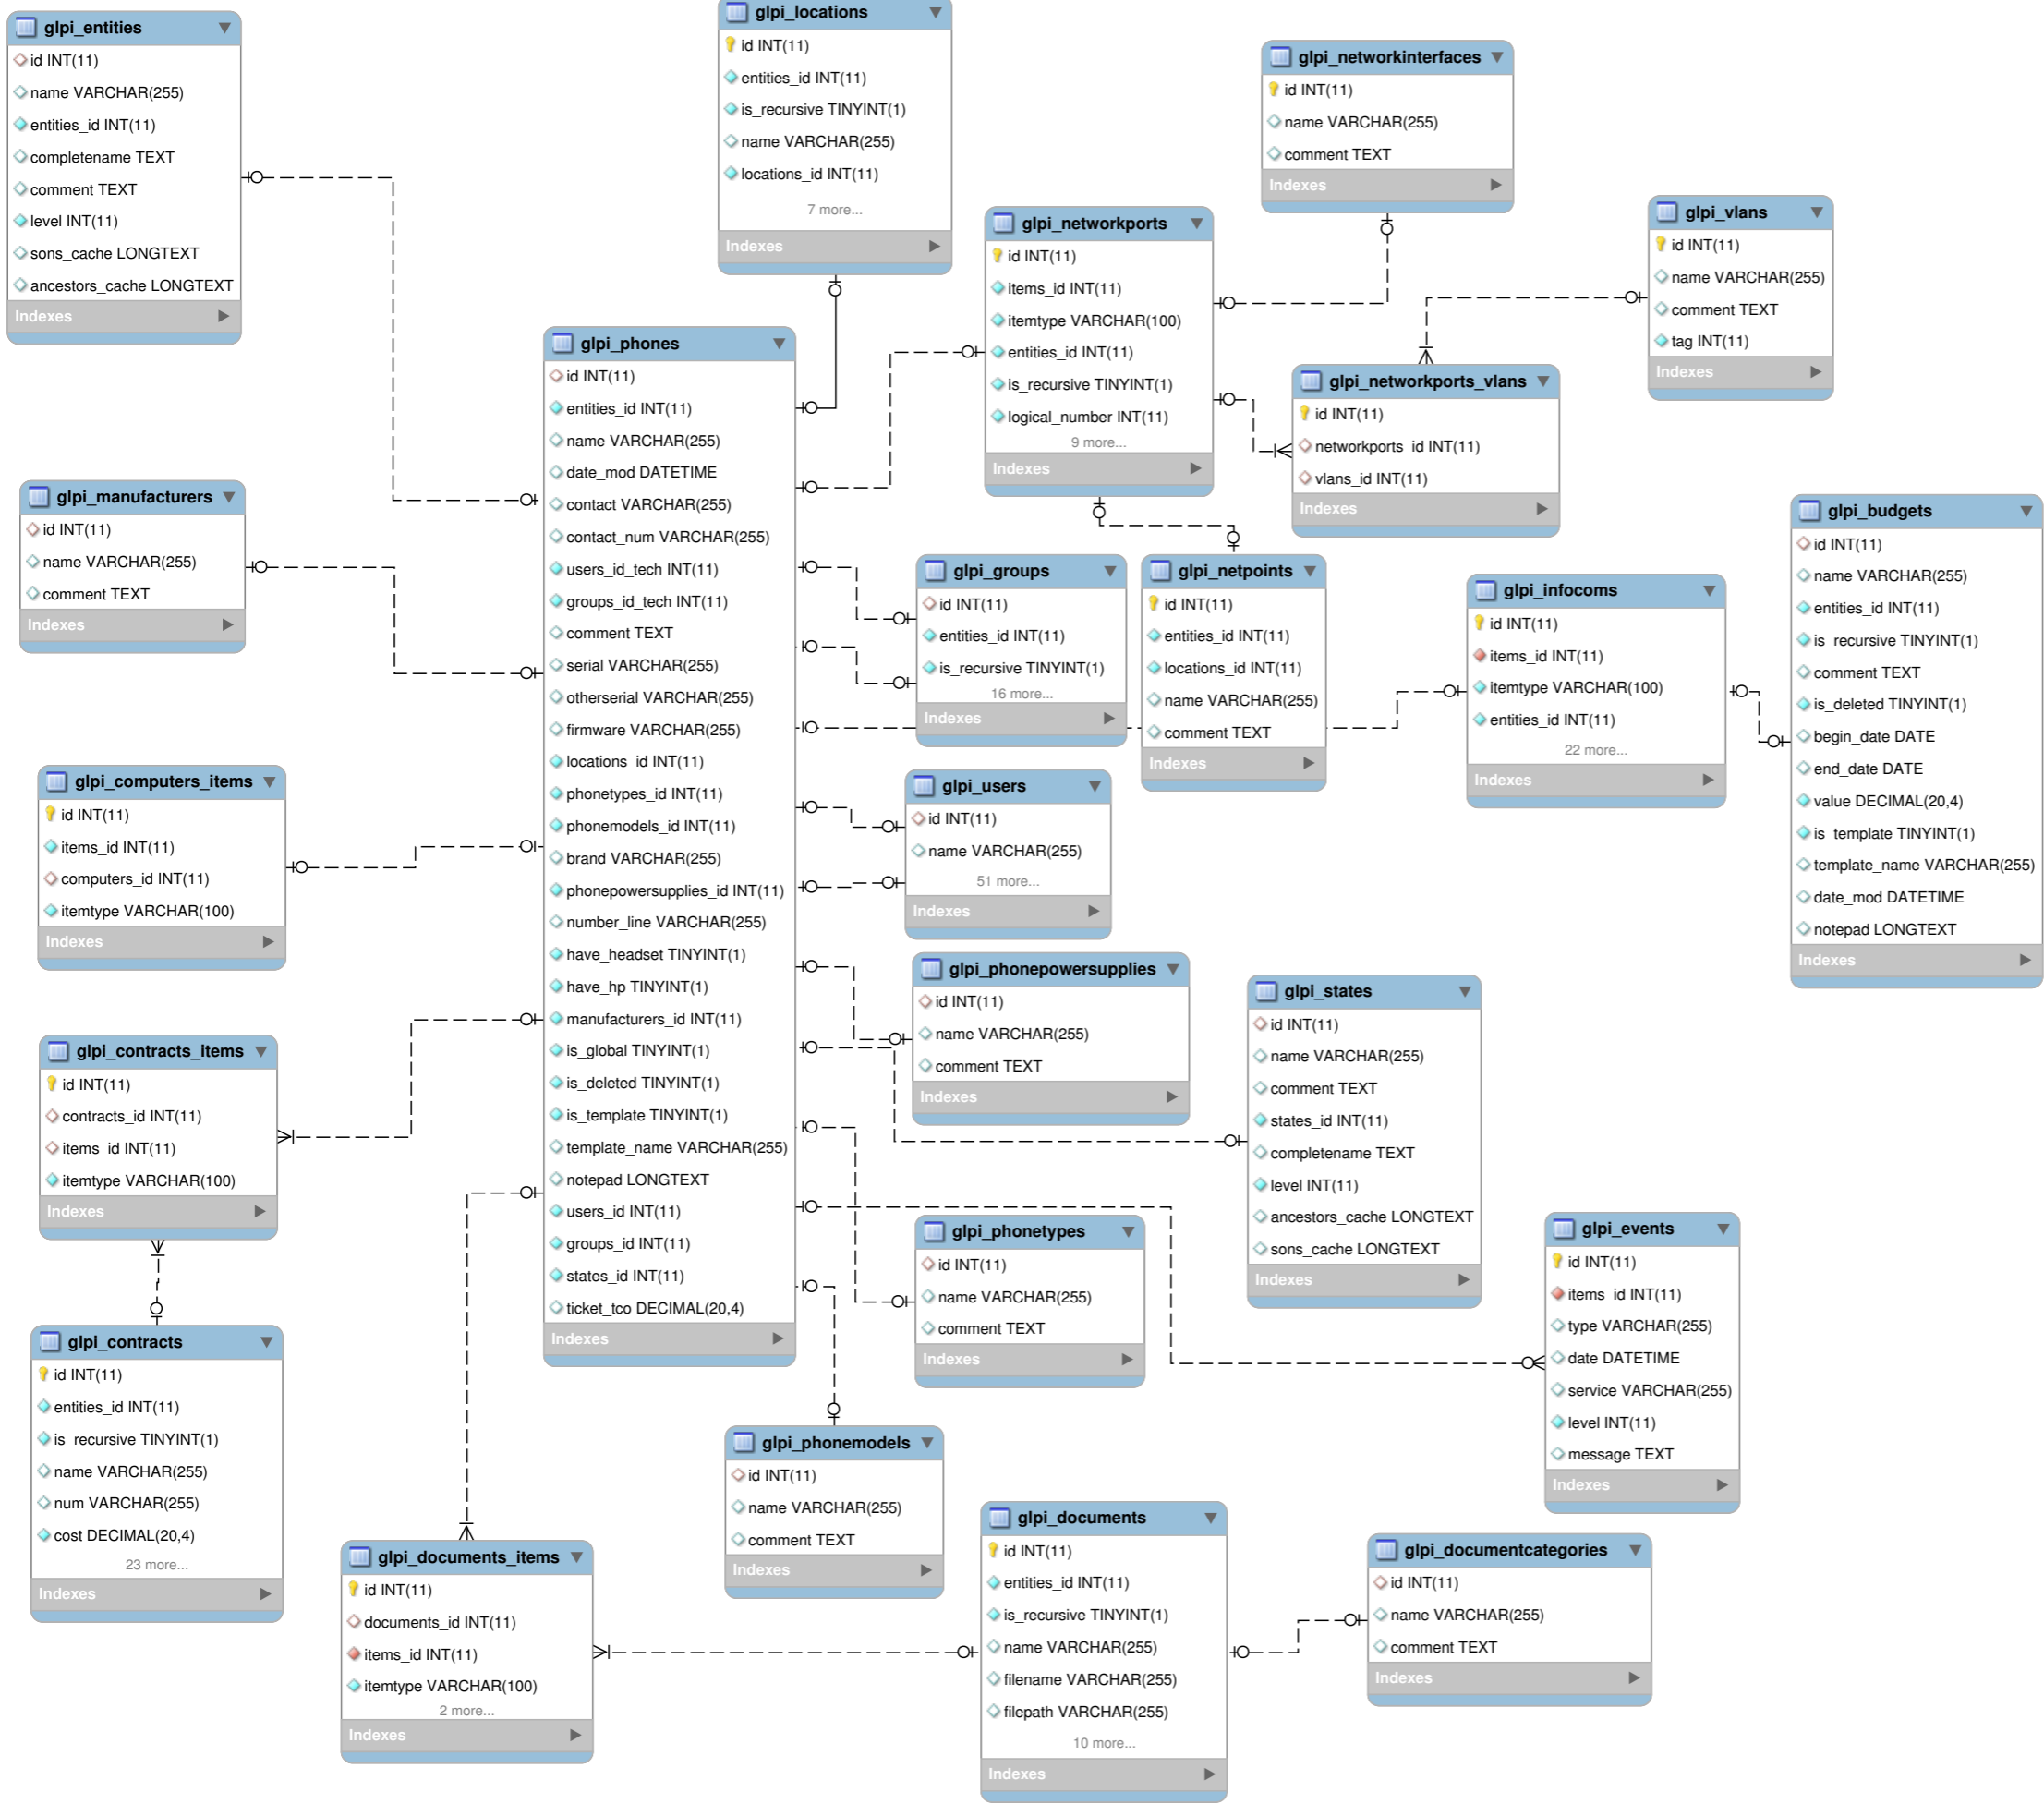 glpi_entities
id INT(11)
name VARCHAR(255)
entities_id INT(11)
completename TEXT
comment TEXT
level INT(11)
sons_cache LONGTEXT
ancestors_cache LONGTEXT
Indexes
glpi_locations
id INT(11)
entities_id INT(11)
is_recursive TINYINT(1)
name VARCHAR(255)
locations_id INT(11)
7 more...
Indexes
glpi_networkinterfaces
id INT(11)
name VARCHAR(255)
comment TEXT
Indexes
glpi_vlans
id INT(11)
name VARCHAR(255)
comment TEXT
tag INT(11)
Indexes
glpi_networkports
id INT(11)
items_id INT(11)
itemtype VARCHAR(100)
entities_id INT(11)
is_recursive TINYINT(1)
logical_number INT(11)
9 more...
Indexes
glpi_networkports_vlans
id INT(11)
networkports_id INT(11)
vlans_id INT(11)
Indexes
glpi_phones
id INT(11)
entities_id INT(11)
name VARCHAR(255)
date_mod DATETIME
contact VARCHAR(255)
contact_num VARCHAR(255)
users_id_tech INT(11)
groups_id_tech INT(11)
comment TEXT
serial VARCHAR(255)
otherserial VARCHAR(255)
firmware VARCHAR(255)
locations_id INT(11)
phonetypes_id INT(11)
phonemodels_id INT(11)
brand VARCHAR(255)
phonepowersupplies_id INT(11)
number_line VARCHAR(255)
have_headset TINYINT(1)
have_hp TINYINT(1)
manufacturers_id INT(11)
is_global TINYINT(1)
is_deleted TINYINT(1)
is_template TINYINT(1)
template_name VARCHAR(255)
notepad LONGTEXT
users_id INT(11)
groups_id INT(11)
states_id INT(11)
ticket_tco DECIMAL(20,4)
Indexes
glpi_manufacturers
id INT(11)
name VARCHAR(255)
comment TEXT
Indexes
glpi_groups
id INT(11)
entities_id INT(11)
is_recursive TINYINT(1)
16 more...
Indexes
glpi_netpoints
id INT(11)
entities_id INT(11)
locations_id INT(11)
name VARCHAR(255)
comment TEXT
Indexes
glpi_infocoms
id INT(11)
items_id INT(11)
itemtype VARCHAR(100)
entities_id INT(11)
22 more...
Indexes
glpi_budgets
id INT(11)
name VARCHAR(255)
entities_id INT(11)
is_recursive TINYINT(1)
comment TEXT
is_deleted TINYINT(1)
begin_date DATE
end_date DATE
value DECIMAL(20,4)
is_template TINYINT(1)
template_name VARCHAR(255)
date_mod DATETIME
notepad LONGTEXT
Indexes
glpi_computers_items
id INT(11)
items_id INT(11)
computers_id INT(11)
itemtype VARCHAR(100)
Indexes
glpi_users
id INT(11)
name VARCHAR(255)
51 more...
Indexes
glpi_phonepowersupplies
id INT(11)
name VARCHAR(255)
comment TEXT
Indexes
glpi_states
id INT(11)
name VARCHAR(255)
comment TEXT
states_id INT(11)
completename TEXT
level INT(11)
ancestors_cache LONGTEXT
sons_cache LONGTEXT
Indexes
glpi_contracts_items
id INT(11)
contracts_id INT(11)
items_id INT(11)
itemtype VARCHAR(100)
Indexes
glpi_phonetypes
id INT(11)
name VARCHAR(255)
comment TEXT
Indexes
glpi_events
id INT(11)
items_id INT(11)
type VARCHAR(255)
date DATETIME
service VARCHAR(255)
level INT(11)
message TEXT
Indexes
glpi_contracts
id INT(11)
entities_id INT(11)
is_recursive TINYINT(1)
name VARCHAR(255)
num VARCHAR(255)
cost DECIMAL(20,4)
23 more...
Indexes
glpi_phonemodels
id INT(11)
name VARCHAR(255)
comment TEXT
Indexes
glpi_documents_items
id INT(11)
documents_id INT(11)
items_id INT(11)
itemtype VARCHAR(100)
2 more...
Indexes
glpi_documents
id INT(11)
entities_id INT(11)
is_recursive TINYINT(1)
name VARCHAR(255)
filename VARCHAR(255)
filepath VARCHAR(255)
10 more...
Indexes
glpi_documentcategories
id INT(11)
name VARCHAR(255)
comment TEXT
Indexes